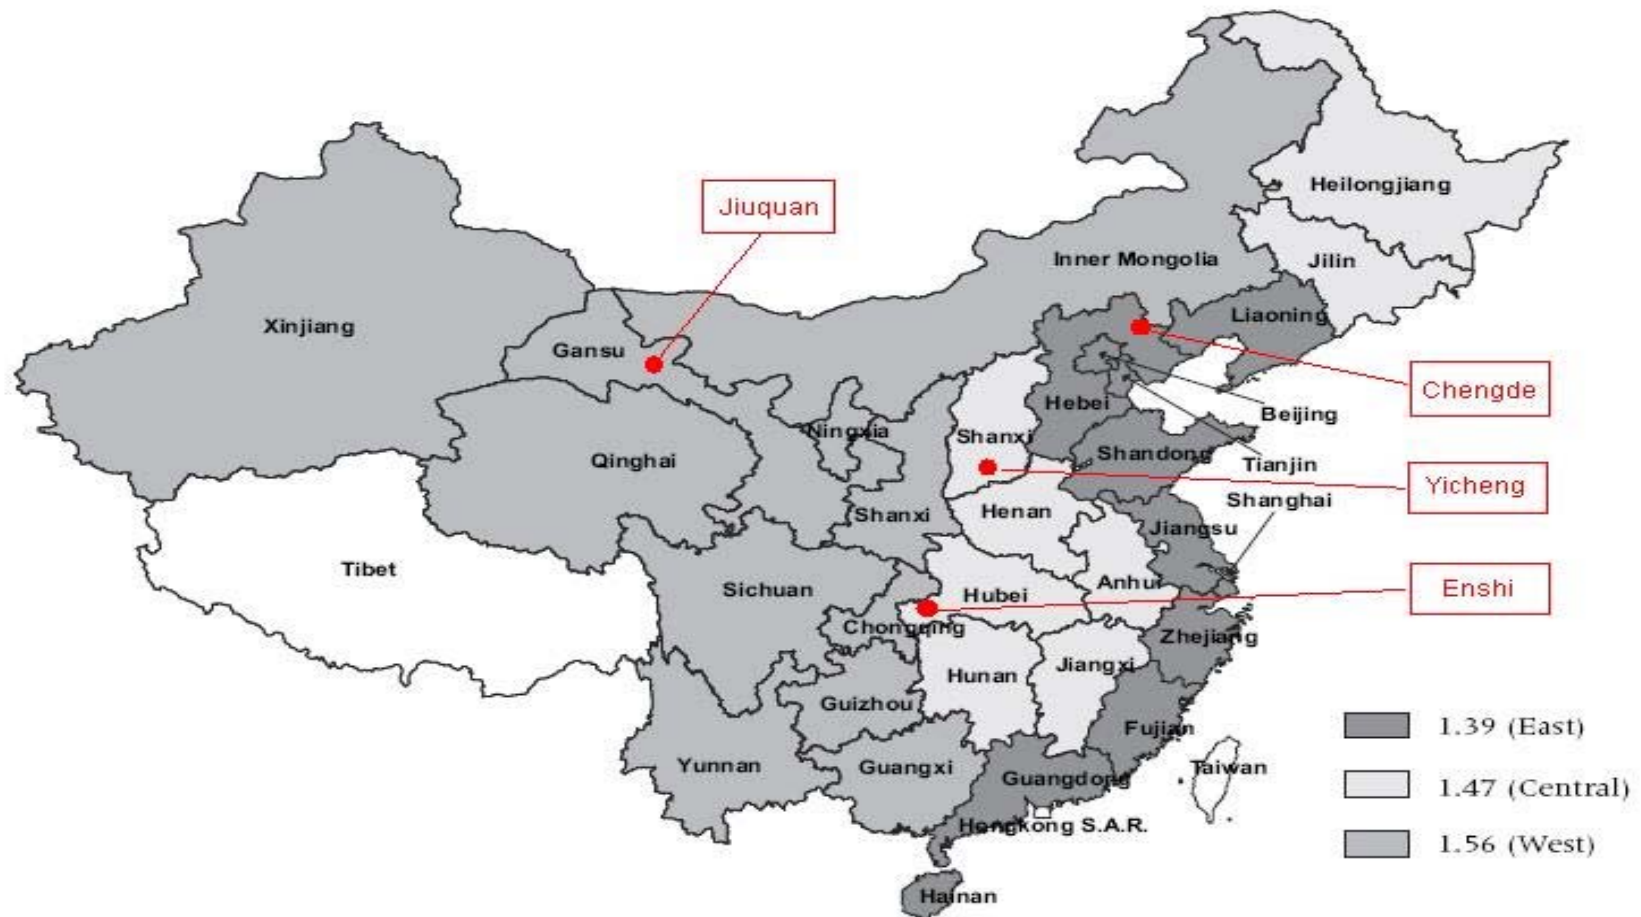 Heilongjiang
Jiuquan
Inner Mongolia
Jilin
Xinjiang
Liaoning
Gansu
Chengde
Hebei
Beijing
Ningxia
Shanxi
Qinghai
Shandong
Tianjin
Yicheng
Shanghai
Shanxi
Henan
Jiangsu
Tibet
Sichuan
Hubei
Anhui
Enshi
Chongqing
Zhejiang
Hunan
Jiangxi
Guizhou
Fujian
1.39 (East)
Yunnan
Guangxi
Guangdong
Taiwan
1.47 (Central)
Hongkong S.A.R.
1.56 (West)
Hainan